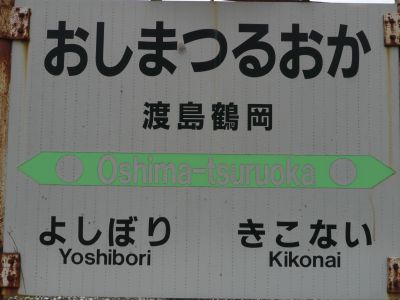 おしまつるおか
渡島鶴岡
Oshima-tsuruoka
よしぼり きこない
Yoshibori Kikonai